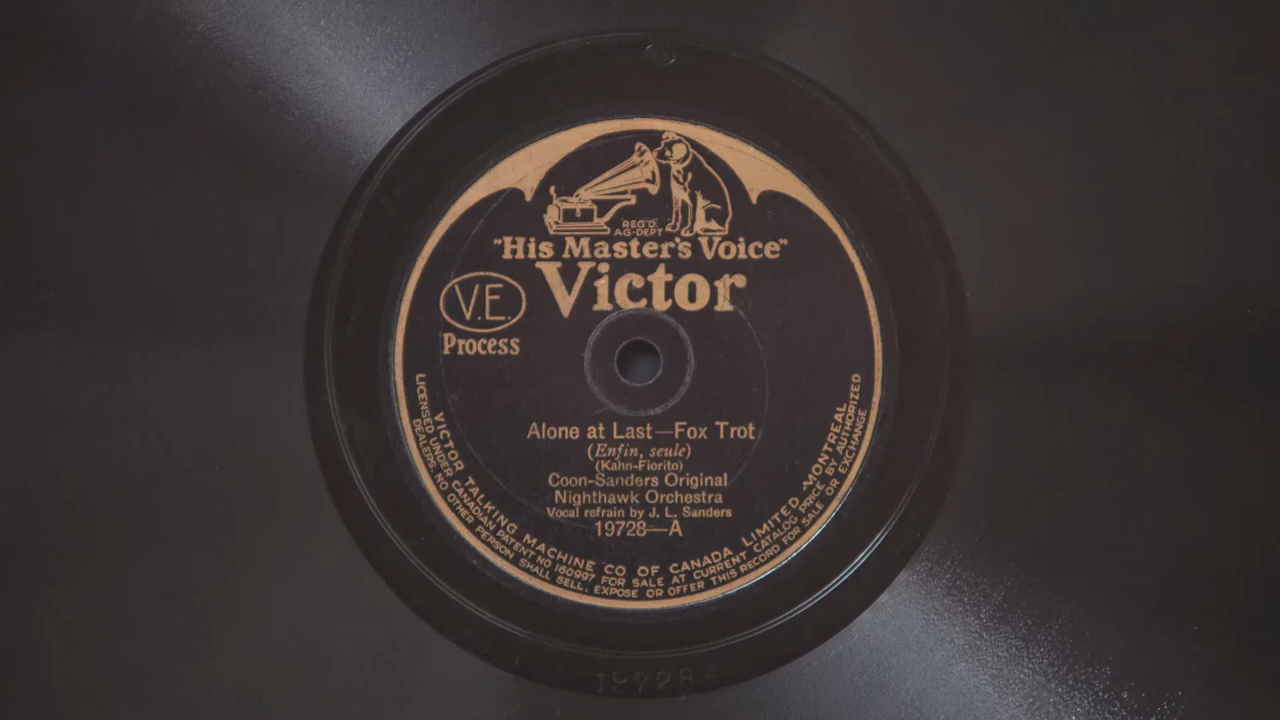 REG'D.
AG-DEPT
"His Master's Voice"
Victor
V.E.
Process
Alone at Last—Fox Trot
(Enfin, seule)
(Kahn-Fiorito)
Coon-Sanders Original
Nighthawk Orchestra
Vocal refrain by J. L. Sanders
19728—A
VICTOR TALKING MACHINE CO OF CANADA LIMITED -MONTREAL
LICENSED UNDER CANADIAN PATENT NO 160997 FOR SALE AT CURRENT CATALOG PRICE BY AUTHORIZED
DEALERS. NO OTHER PERSON SHALL SELL, EXPOSE OR OFFER THIS RECORD FOR SALE OR EXCHANGE
19728